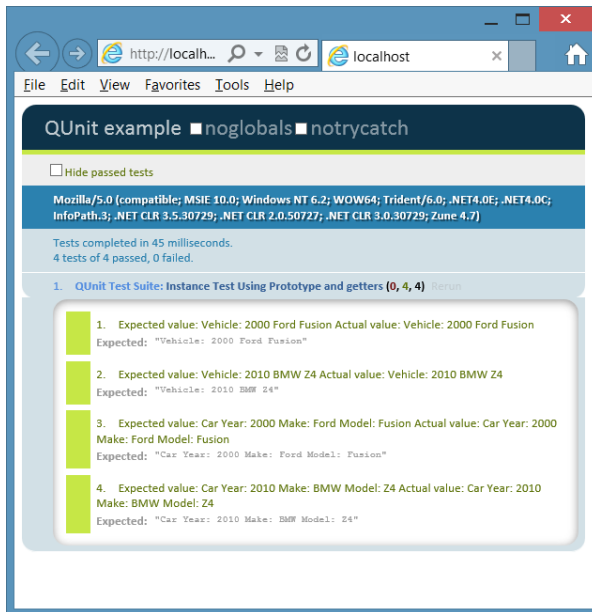 http://localh...
localhost
File Edit View Favorites Tools Help
QUnit example noglobals notrycatch
Hide passed tests
Mozilla/5.0 (compatible; MSIE 10.0; Windows NT 6.2; WOW64; Trident/6.0; .NET4.0E; .NET4.0C;
InfoPath.3; .NET CLR 3.5.30729; .NET CLR 2.0.50727; .NET CLR 3.0.30729; Zune 4.7)
Tests completed in 45 milliseconds.
4 tests of 4 passed, 0 failed.
1. QUnit Test Suite: Instance Test Using Prototype and getters (0, 4, 4) Rerun
1. Expected value: Vehicle: 2000 Ford Fusion Actual value: Vehicle: 2000 Ford Fusion
Expected: "Vehicle: 2000 Ford Fusion"
2. Expected value: Vehicle: 2010 BMW Z4 Actual value: Vehicle: 2010 BMW Z4
Expected: "Vehicle: 2010 BMW Z4"
3. Expected value: Car Year: 2000 Make: Ford Model: Fusion Actual value: Car Year: 2000
Make: Ford Model: Fusion
Expected: "Car Year: 2000 Make: Ford Model: Fusion"
4. Expected value: Car Year: 2010 Make: BMW Model: Z4 Actual value: Car Year: 2010
Make: BMW Model: Z4
Expected: "Car Year: 2010 Make: BMW Model: Z4"